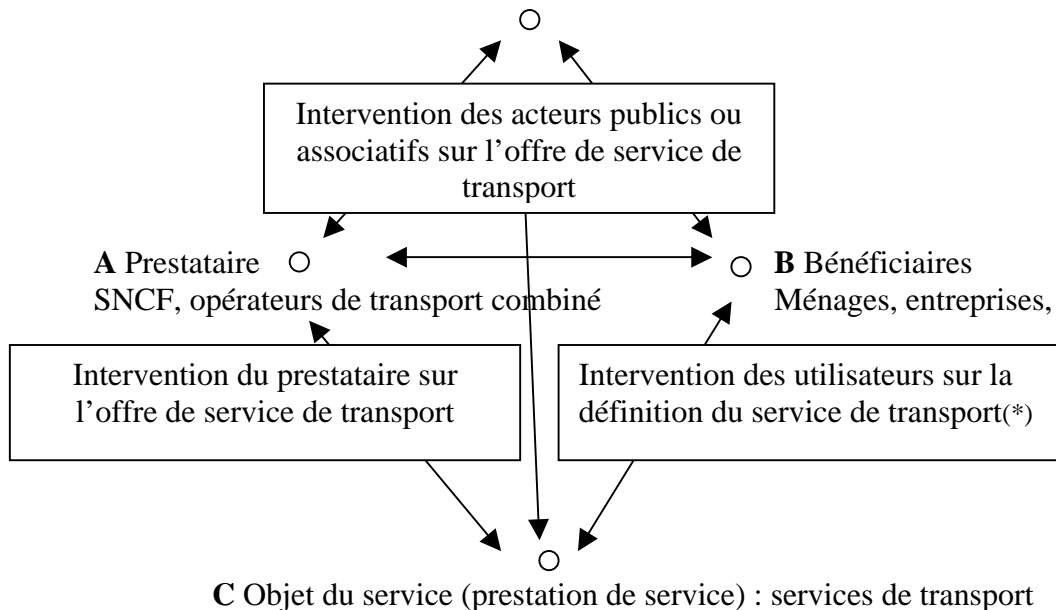 Intervention des acteurs publics ou
associatifs sur l’offre de service de
transport
A Prestataire
SNCF, opérateurs de transport combiné
B Bénéficiaires
Ménages, entreprises,
Intervention du prestataire sur
l’offre de service de transport
Intervention des utilisateurs sur la
définition du service de transport(*)
C Objet du service (prestation de service) : services de transport